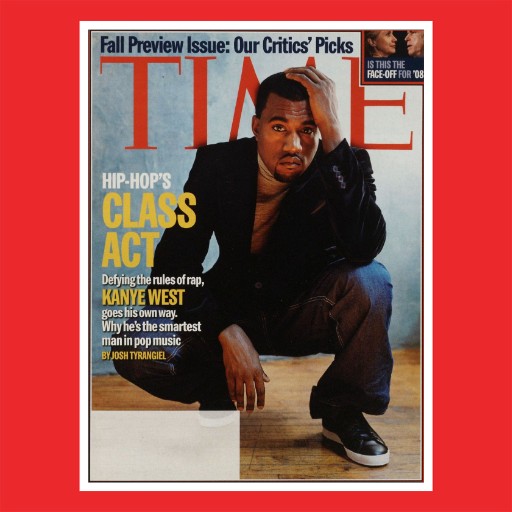 Fall Preview Issue: Our Critics' Picks
IS THIS THE
FACE-OFF FOR '08
TIME
HIP-HOP'S
CLASS
ACT
Defying the rules of rap,
KANYE WEST
goes his own way.
Why he's the smartest
man in pop music
BY JOSH TYRANGIEL